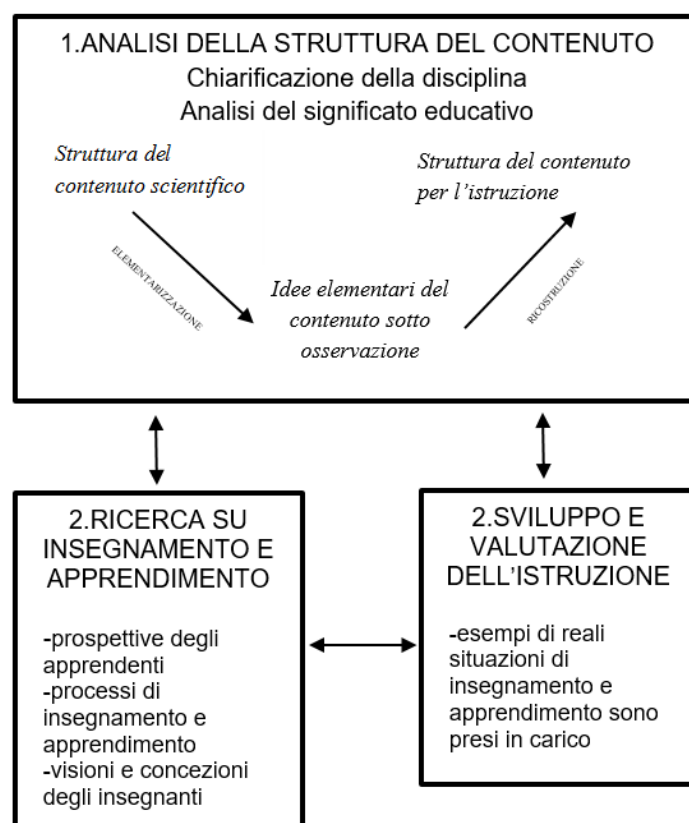 1.ANALISI DELLA STRUTTURA DEL CONTENUTO
Chiarificazione della disciplina
Analisi del significato educativo
Struttura del
contenuto scientifico
Struttura del contenuto
per l’istruzione
ELEMENTARIZZAZIONE
Idee elementari del
contenuto sotto
osservazione
RICOSTRUZIONE
2.RICERCA SU
INSEGNAMENTO E
APPRENDIMENTO
-prospettive degli
apprendenti
-processi di
insegnamento e
apprendimento
-visioni e concezioni
degli insegnanti
2.SVILUPPO E
VALUTAZIONE
DELL’ISTRUZIONE
-esempi di reali
situazioni di
insegnamento e
apprendimento sono
presi in carico